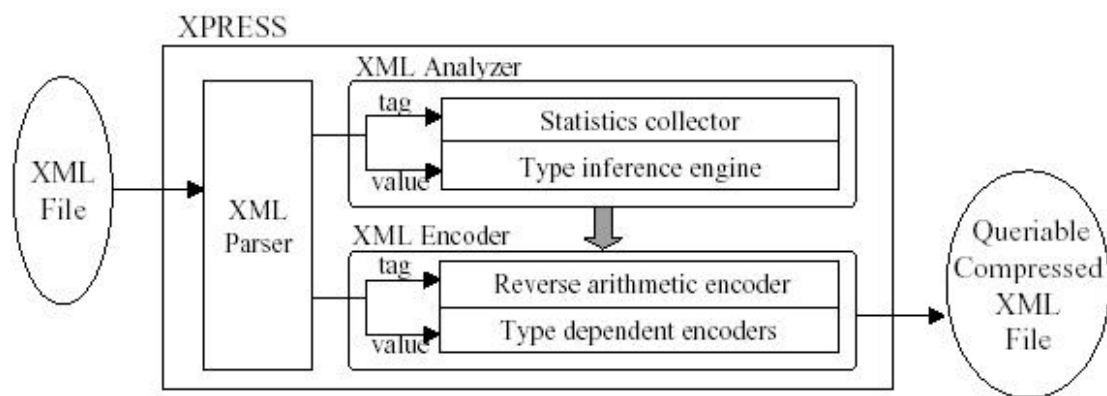 XPRESS
XML
File
XML
Parser
XML Analyzer
tag
value
Statistics collector
Type inference engine
XML Encoder
tag
value
Reverse arithmetic encoder
Type dependent encoders
Queriable
Compressed
XML
File